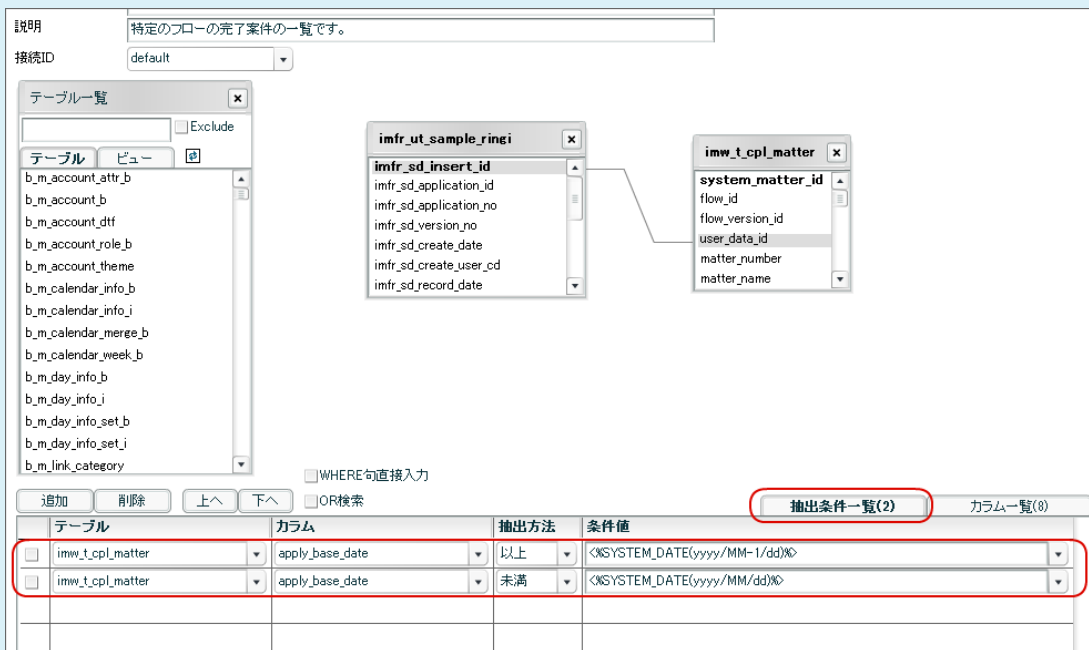 説明 特定のフローの完了案件の一覧です。
接続ID default
テーブル一覧
Exclude
テーブル ビュー
b_m_account_attr_b
b_m_account_b
b_m_account_dtf
b_m_account_role_b
b_m_account_theme
b_m_calendar_info_b
b_m_calendar_info_i
b_m_calendar_merge_b
b_m_calendar_week_b
b_m_day_info_b
b_m_day_info_i
b_m_day_info_set_b
b_m_day_info_set_i
b_m_link_category
imfr_ut_sample_ringi
imfr_sd_insert_id
imfr_sd_application_id
imfr_sd_application_no
imfr_sd_version_no
imfr_sd_create_date
imfr_sd_create_user_cd
imfr_sd_record_date
imw_t_cpl_matter
system_matter_id
flow_id
flow_version_id
user_data_id
matter_number
matter_name
WHERE句直接入力
追加 削除 上へ 下へ OR検索 抽出条件一覧(2) カラム一覧(8)
テーブル カラム 抽出方法 条件値
imw_t_cpl_matter apply_base_date 以上 <%SYSTEM_DATE(yyyy/MM-1/dd)%>
imw_t_cpl_matter apply_base_date 未満 <%SYSTEM_DATE(yyyy/MM/dd)%>